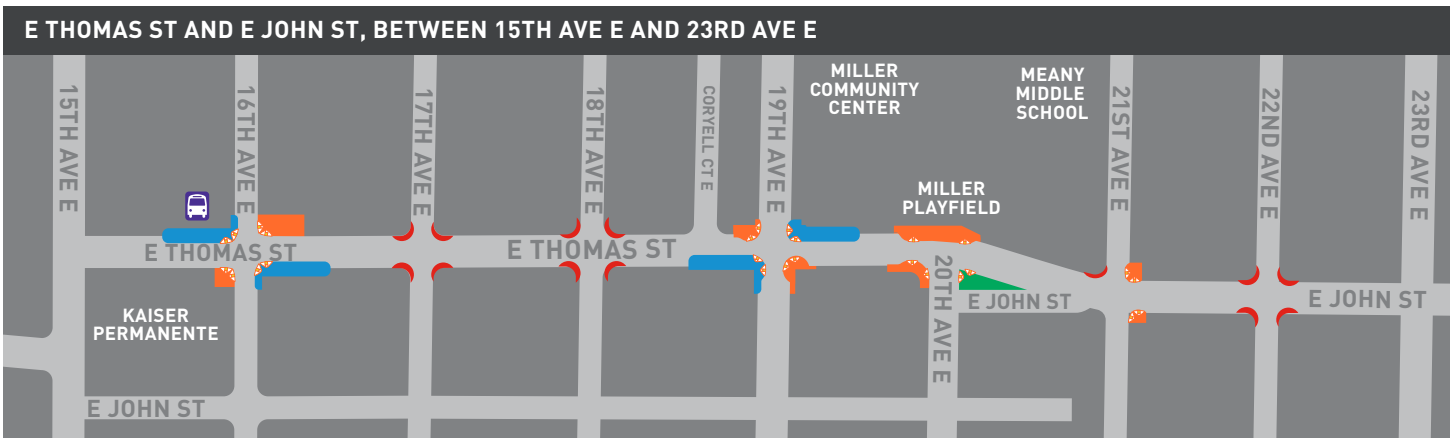 E THOMAS ST AND E JOHN ST, BETWEEN 15TH AVE E AND 23RD AVE E
15TH AVE E
16TH AVE E
17TH AVE E
18TH AVE E
CORYELL CT E
19TH AVE E
MILLER
COMMUNITY
CENTER
MEANY
MIDDLE
SCHOOL
21ST AVE E
22ND AVE E
23RD AVE E
MILLER
PLAYFIELD
E THOMAS ST
E THOMAS ST
20TH AVE E
E JOHN ST
E JOHN ST
KAISER
PERMANENTE
E JOHN ST